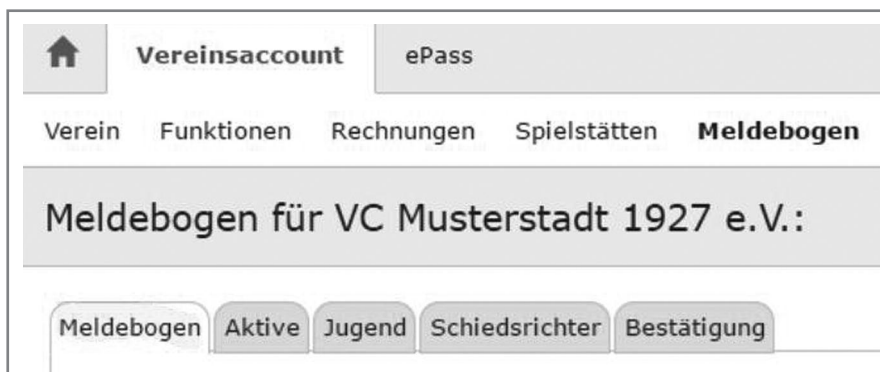 Vereinsaccount ePass
Verein Funktionen Rechnungen Spielstätten Meldebogen
Meldebogen für VC Musterstadt 1927 e.V.:
Meldebogen Aktive Jugend Schiedsrichter Bestätigung